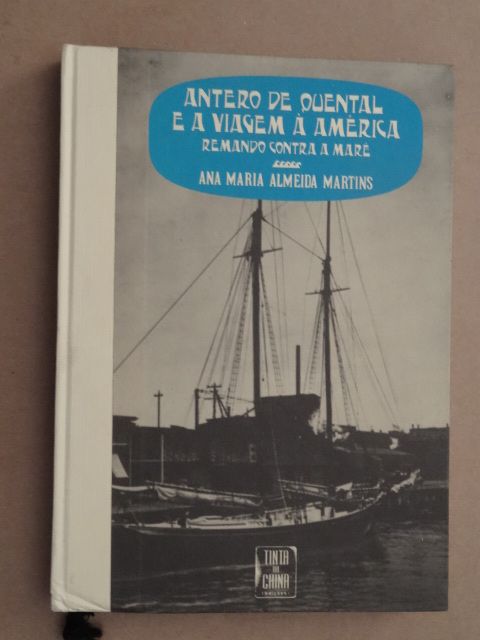 ANTERO DE QUENTAL
E A VIAGEM À AMÉRICA
REMANDO CONTRA A MARÉ
ANA MARIA ALMEIDA MARTINS
TINTA
DA
CHINA